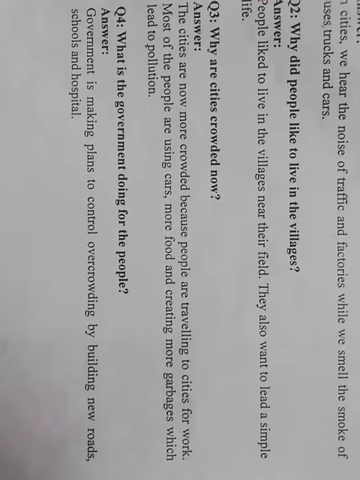 cities, we hear the noise of traffic and factories while we smell the smoke of
uses trucks and cars.
Q2: Why did people like to live in the villages?
Answer:
People liked to live in the villages near their field. They also want to lead a simple
life.
Q3: Why are cities crowded now?
Answer:
The cities are now more crowded because people are travelling to cities for work.
Most of the people are using cars, more food and creating more garbages which
lead to pollution.
Q4: What is the government doing for the people?
Answer:
Government is making plans to control overcrowding by building new roads,
schools and hospital.